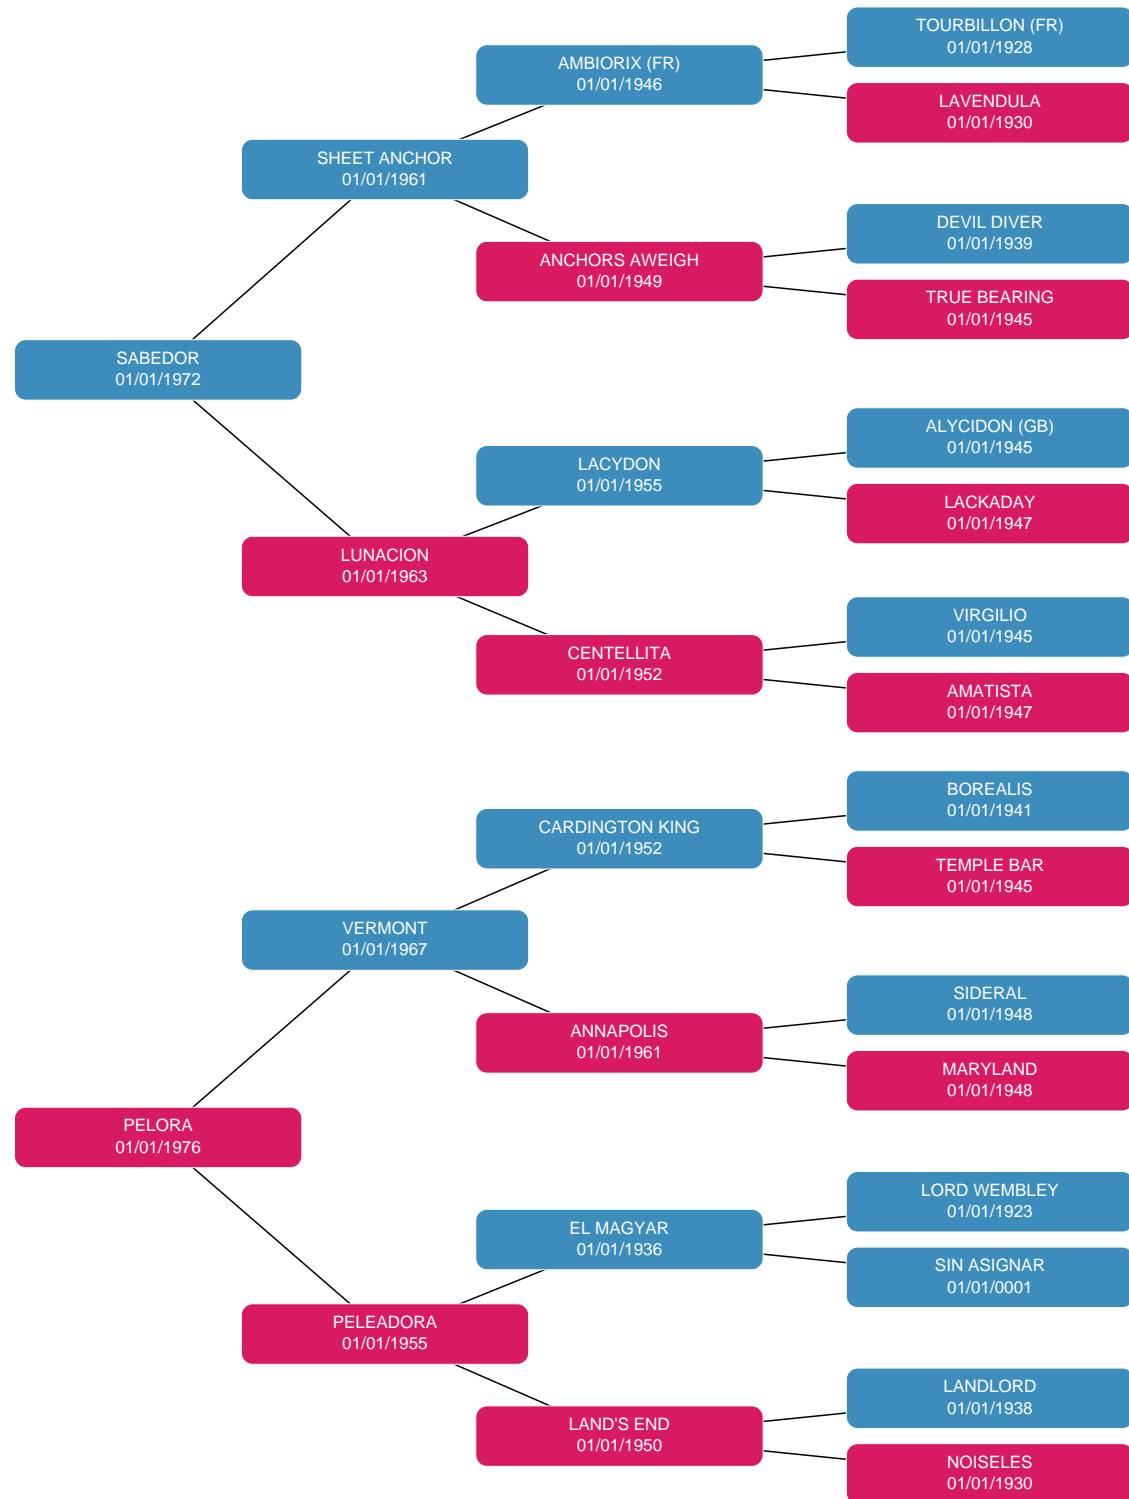 TOURBILLON (FR)
01/01/1928
AMBIORIX (FR)
01/01/1946
LAVENDULA
01/01/1930
SHEET ANCHOR
01/01/1961
DEVIL DIVER
01/01/1939
ANCHORS AWEIGH
01/01/1949
TRUE BEARING
01/01/1945
SABEDOR
01/01/1972
ALYCIDON (GB)
01/01/1945
LACYDON
01/01/1955
LACKADAY
01/01/1947
LUNACION
01/01/1963
VIRGILIO
01/01/1945
CENTELLITA
01/01/1952
AMATISTA
01/01/1947
BOREALIS
01/01/1941
CARDINGTON KING
01/01/1952
TEMPLE BAR
01/01/1945
VERMONT
01/01/1967
SIDERAL
01/01/1948
ANNAPOLIS
01/01/1961
MARYLAND
01/01/1948
PELORA
01/01/1976
LORD WEMBLEY
01/01/1923
EL MAGYAR
01/01/1936
SIN ASIGNAR
01/01/0001
PELEADORA
01/01/1955
LANDLORD
01/01/1938
LAND'S END
01/01/1950
NOISELES
01/01/1930